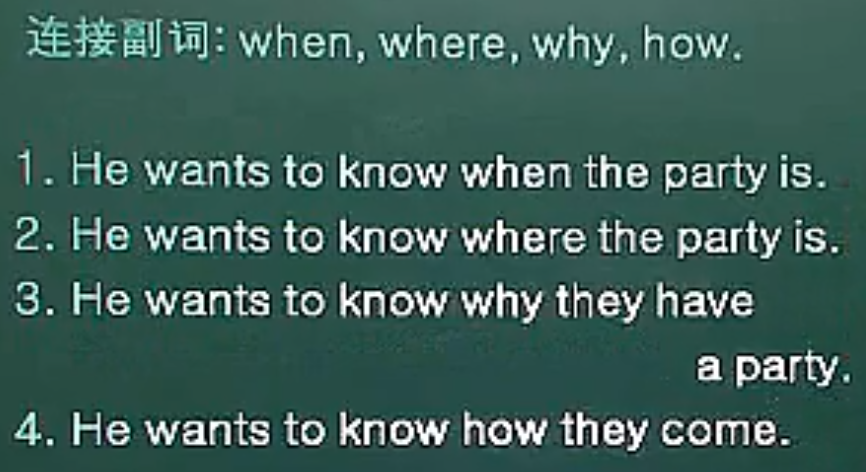 连接副词: when, where, why, how.
1. He wants to know when the party is.
2. He wants to know where the party is.
3. He wants to know why they have
a party.
4. He wants to know how they come.